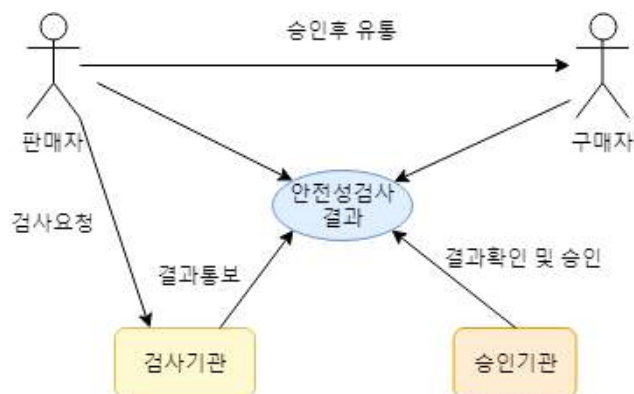 승인후 유통
판매자
구매자
안전성검사
결과
검사요청
결과통보
결과확인 및 승인
검사기관
승인기관